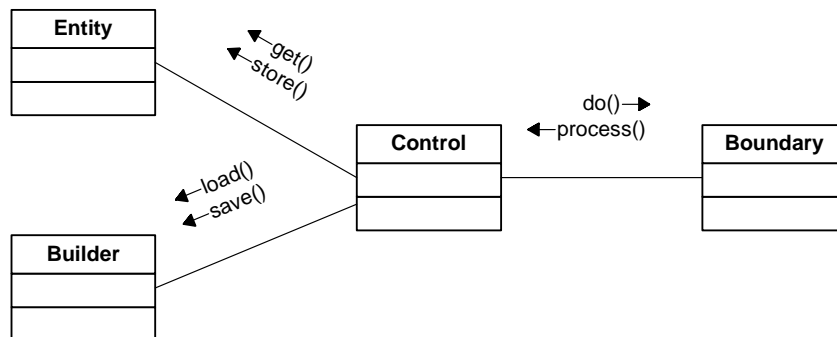 Entity
get()
store()
do()
process()
Control
Boundary
load()
save()
Builder